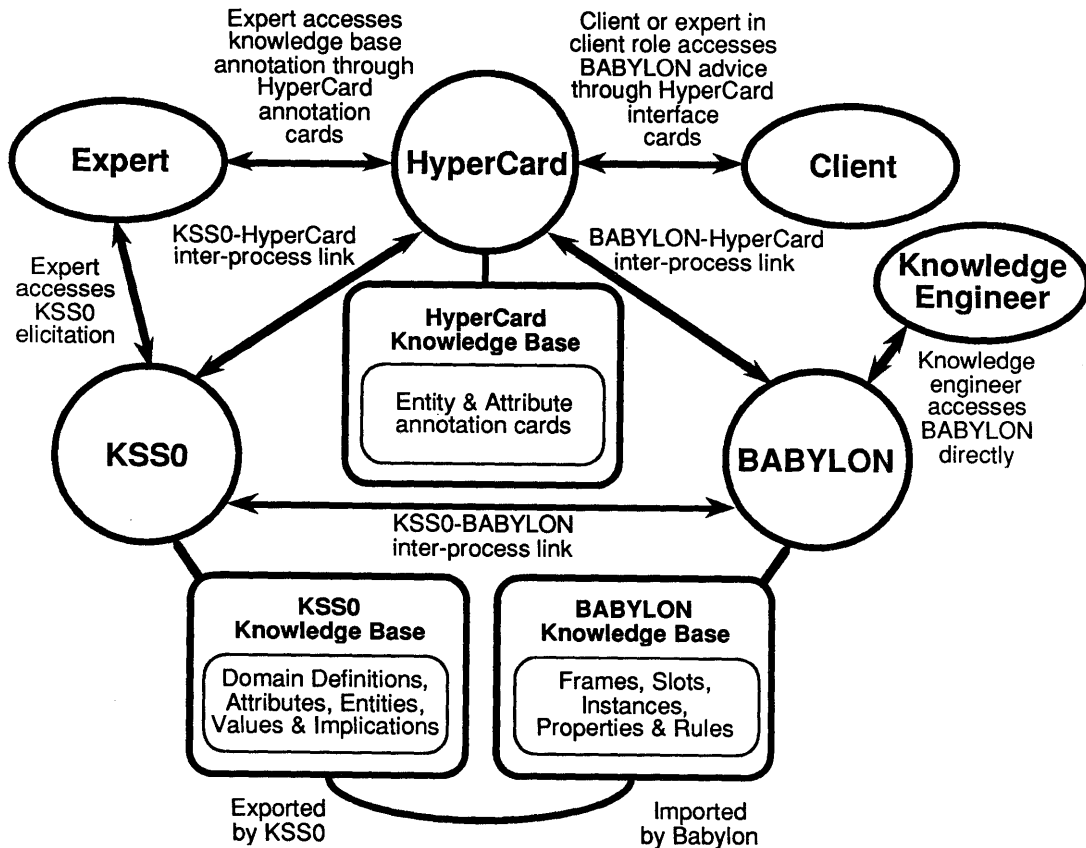 Expert accesses
knowledge base
annotation through
HyperCard
annotation
cards
Client or expert in
client role accesses
BABYLON advice
through HyperCard
interface
cards
Expert
HyperCard
Client
KSS0-HyperCard
inter-process link
BABYLON-HyperCard
inter-process link
Knowledge
Engineer
Expert
accesses
KSS0
elicitation
HyperCard
Knowledge Base
Entity & Attribute
annotation cards
Knowledge
engineer
accesses
BABYLON
directly
KSS0
BABYLON
KSS0-BABYLON
inter-process link
KSS0
Knowledge Base
Domain Definitions,
Attributes, Entities,
Values & Implications
BABYLON
Knowledge Base
Frames, Slots,
Instances,
Properties & Rules
Exported
by KSS0
Imported
by Babylon